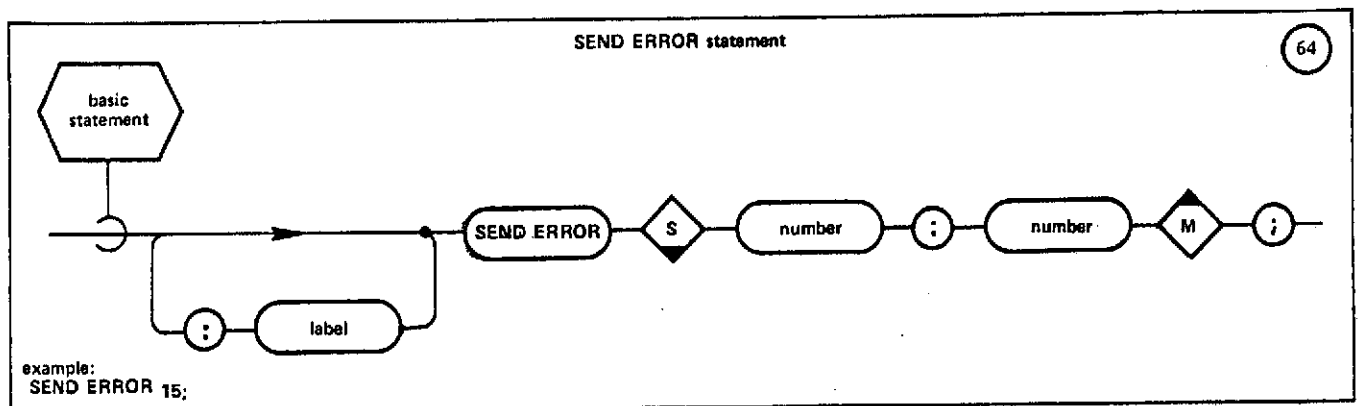 SEND ERROR statement
64
basic
statement
SEND ERROR
S
number
:
number
M
;
:
label
example:
SEND ERROR 15;